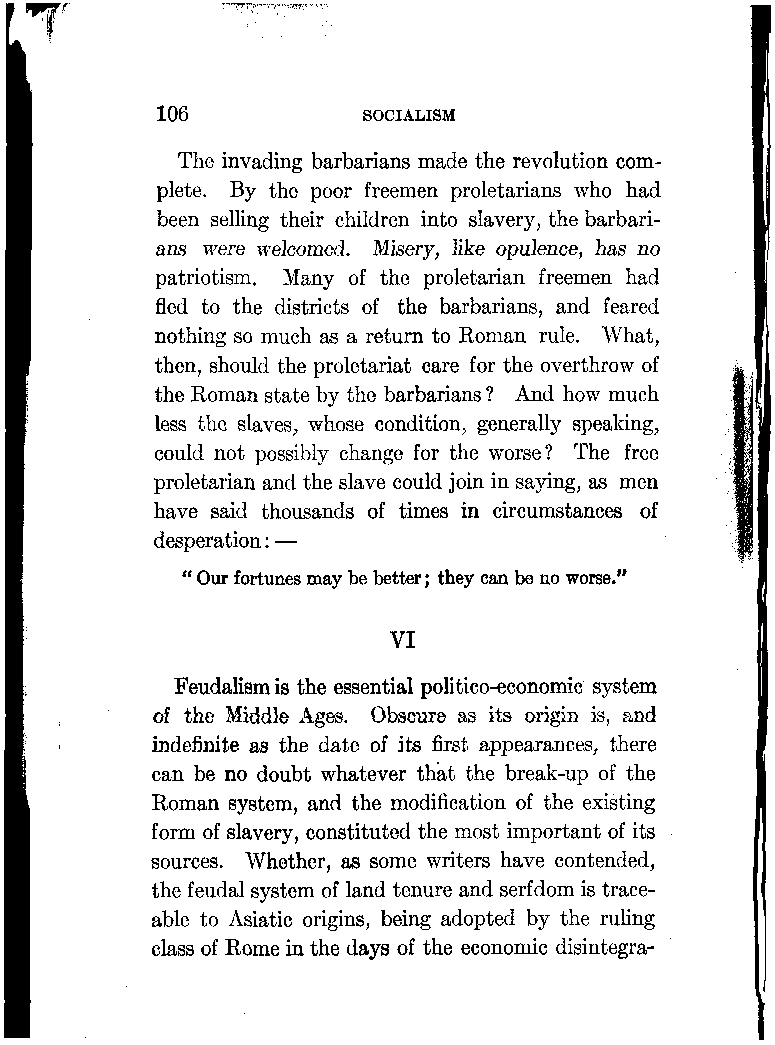 106 SOCIALISM
The invading barbarians made the revolution com-
plete. By the poor freemen proletarians who had
been selling their children into slavery, the barbari-
ans were welcomed. Misery, like opulence, has no
patriotism. Many of the proletarian freemen had
fled to the districts of the barbarians, and feared
nothing so much as a return to Roman rule. What,
then, should the proletariat care for the overthrow of
the Roman state by the barbarians? And how much
less the slaves, whose condition, generally speaking,
could not possibly change for the worse? The free
proletarian and the slave could join in saying, as men
have said thousands of times in circumstances of
desperation: —
"Our fortunes may be better; they can be no worse."
VI
Feudalism is the essential politico-economic system
of the Middle Ages. Obscure as its origin is, and
indefinite as the date of its first appearances, there
can be no doubt whatever that the break-up of the
Roman system, and the modification of the existing
form of slavery, constituted the most important of its
sources. Whether, as some writers have contended,
the feudal system of land tenure and serfdom is trace-
able to Asiatic origins, being adopted by the ruling
class of Rome in the days of the economic disintegra-